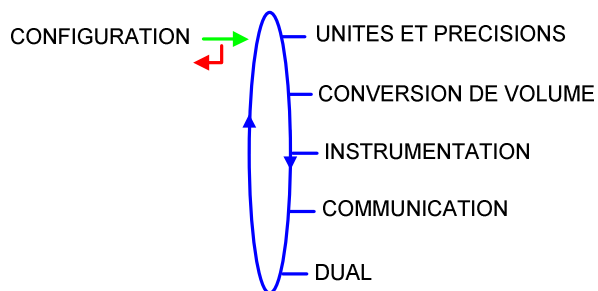 CONFIGURATION
UNITES ET PRECISIONS
CONVERSION DE VOLUME
INSTRUMENTATION
COMMUNICATION
DUAL